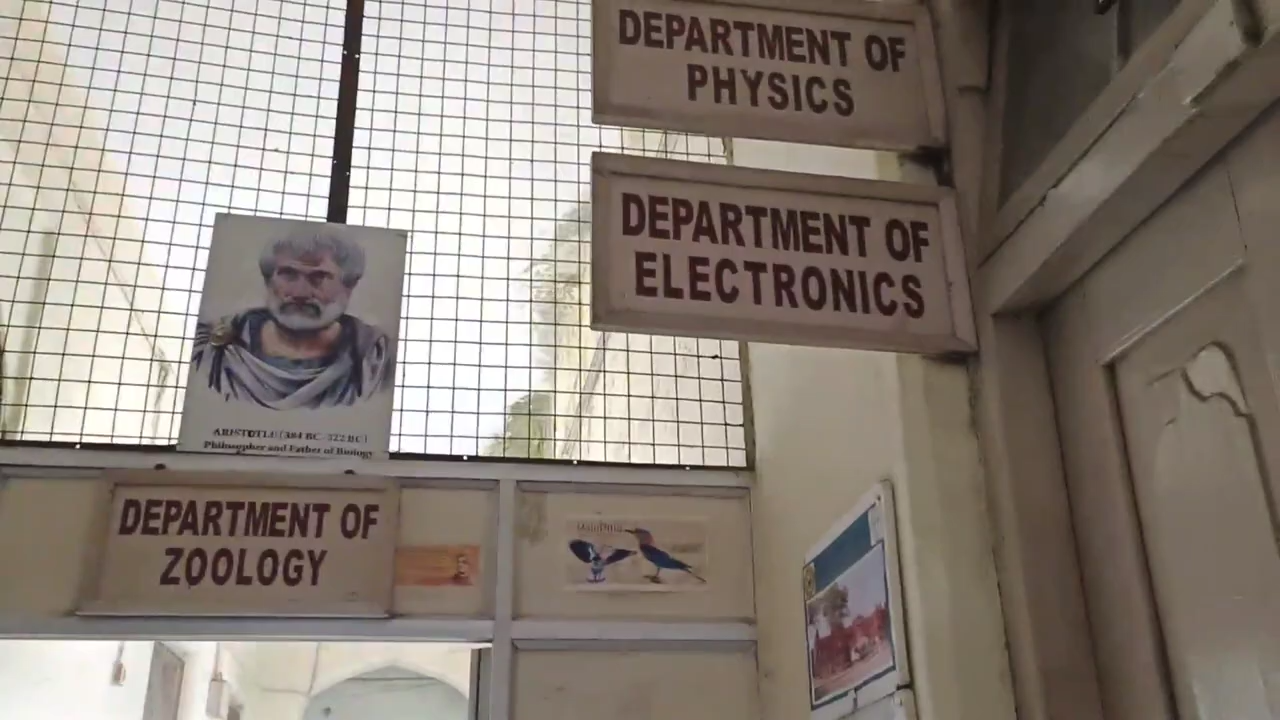 DEPARTMENT OF
PHYSICS
DEPARTMENT OF
ELECTRONICS
ARISTOTLE (384 BC - 322 BC)
Philosopher and Father of Biology
DEPARTMENT OF
ZOOLOGY